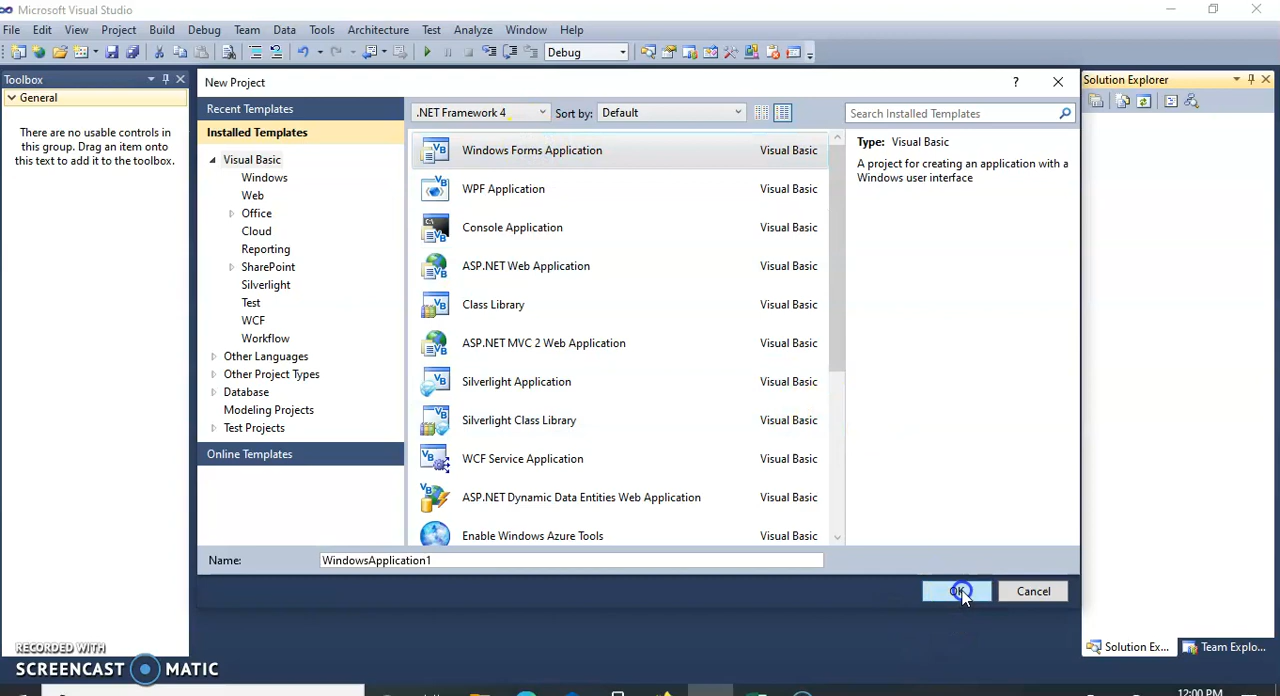 Microsoft Visual Studio
File Edit View Project Build Debug Team Data Tools Architecture Test Analyze Window Help
Debug
Toolbox
General
There are no usable controls in
this group. Drag an item onto
this text to add it to the toolbox.
New Project
Recent Templates
Installed Templates
Visual Basic
Windows
Web
Office
Cloud
Reporting
SharePoint
Silverlight
Test
WCF
Workflow
Other Languages
Other Project Types
Database
Modeling Projects
Test Projects
Online Templates
.NET Framework 4 Sort by: Default
Windows Forms Application Visual Basic
WPF Application Visual Basic
Console Application Visual Basic
ASP.NET Web Application Visual Basic
Class Library Visual Basic
ASP.NET MVC 2 Web Application Visual Basic
Silverlight Application Visual Basic
Silverlight Class Library Visual Basic
WCF Service Application Visual Basic
ASP.NET Dynamic Data Entities Web Application Visual Basic
Enable Windows Azure Tools Visual Basic
Search Installed Templates
Type: Visual Basic
A project for creating an application with a
Windows user interface
Name: WindowsApplication1
OK Cancel
Solution Explorer
Solution Ex... Team Explo...
RECORDED WITH
SCREENCAST MATIC
12:00 PM